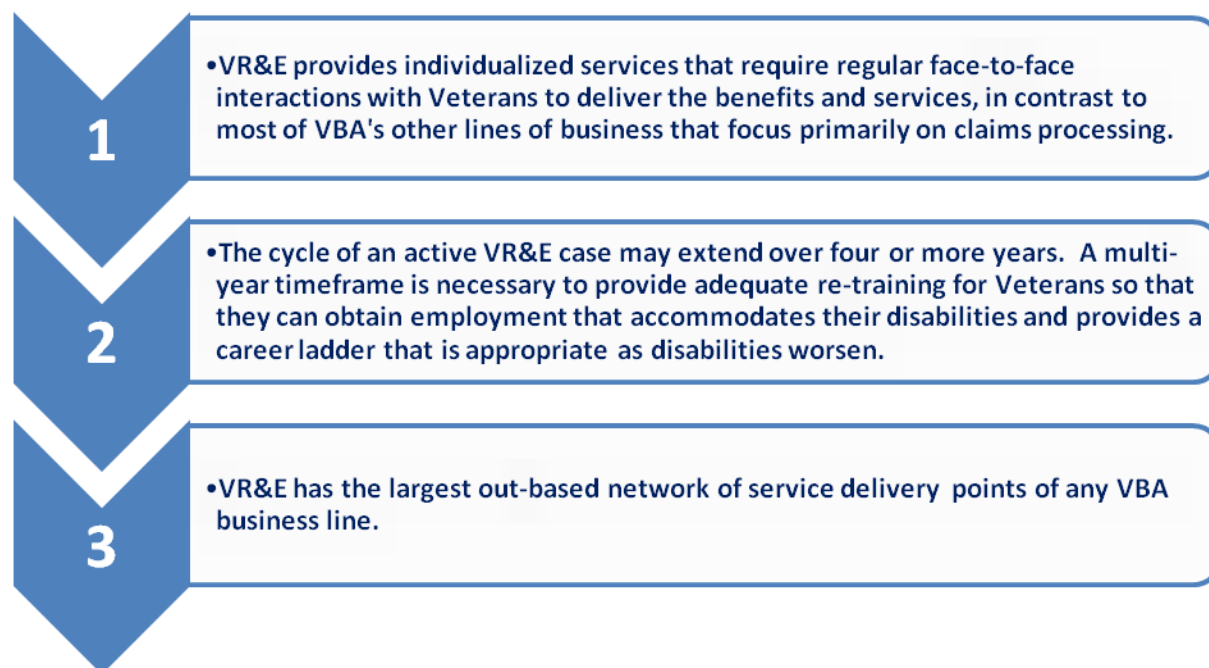 1
•VR&E provides individualized services that require regular face-to-face
interactions with Veterans to deliver the benefits and services, in contrast to
most of VBA's other lines of business that focus primarily on claims processing.
2
•The cycle of an active VR&E case may extend over four or more years.  A multi-
year timeframe is necessary to provide adequate re-training for Veterans so that
they can obtain employment that accommodates their disabilities and provides a
career ladder that is appropriate as disabilities worsen.
3
•VR&E has the largest out-based network of service delivery  points of any VBA
business line.